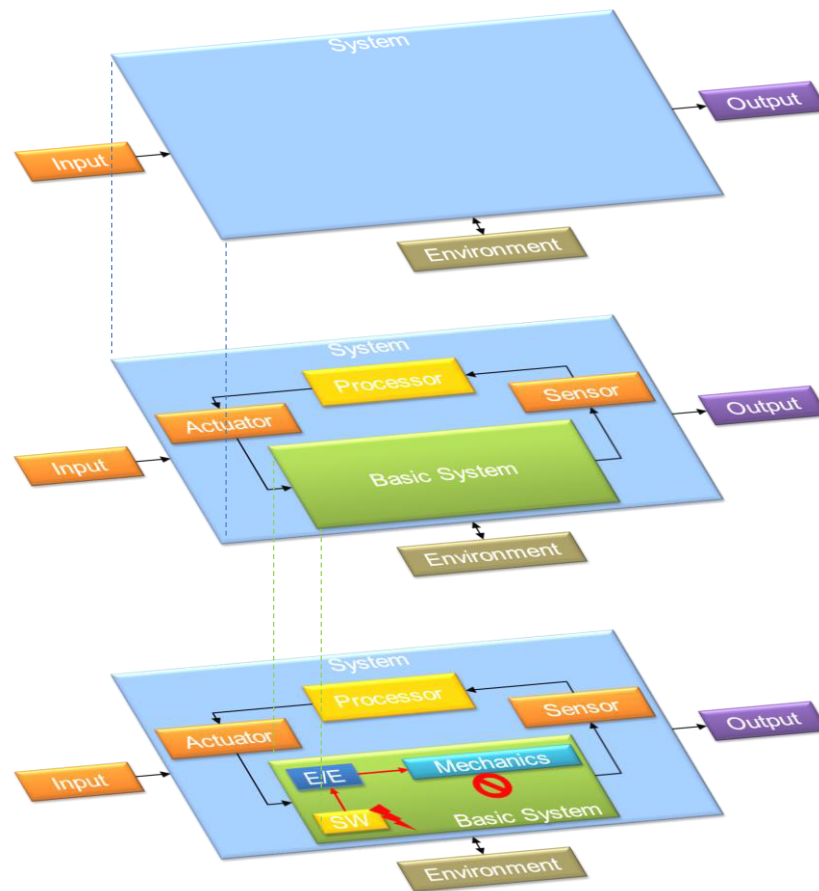 System
Output
Input
Environment
System
Processor
Sensor
Actuator
Output
Basic System
Input
Environment
System
Processor
Sensor
Actuator
Output
Mechanics
E/E
Input
SW
Basic System
Environment